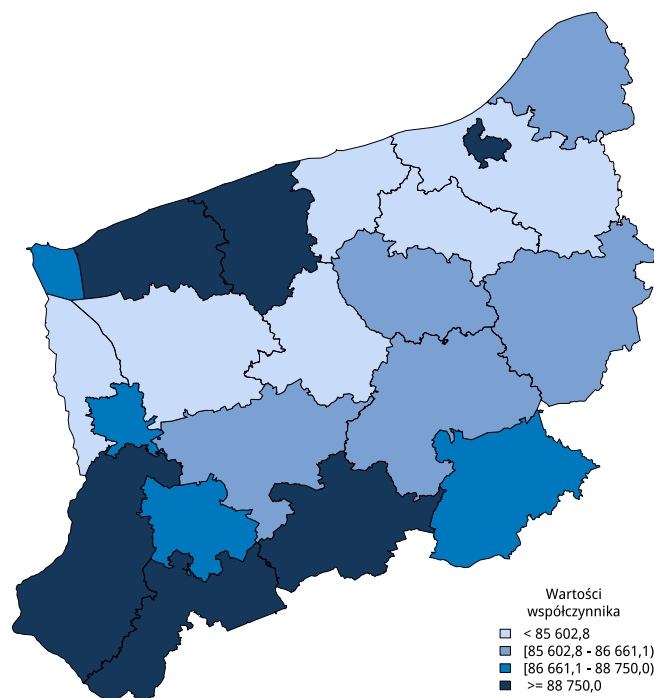 Wartości
współczynnika
< 85 602,8
[85 602,8 - 86 661,1)
[86 661,1 - 88 750,0)
>= 88 750,0